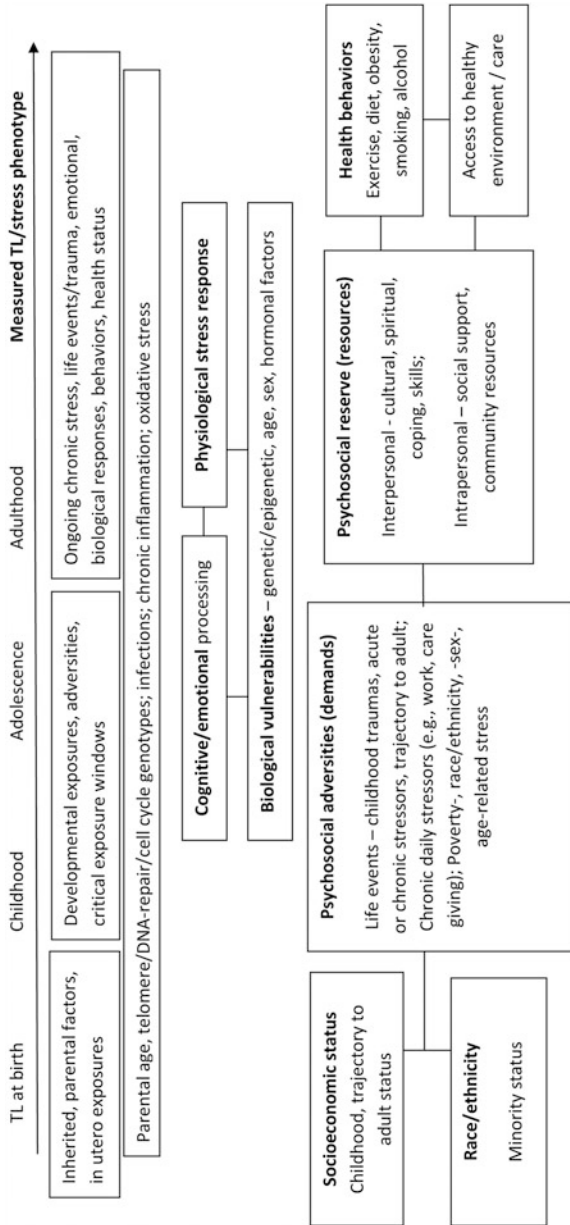 TL at birth
Childhood
Adolescence
Adulthood
Measured TL/stress phenotype
Inherited, parental factors,
in utero exposures
Developmental exposures, adversities,
critical exposure windows
Ongoing chronic stress, life events/trauma, emotional,
biological responses, behaviors, health status
Parental age, telomere/DNA-repair/cell cycle genotypes; infections; chronic inflammation; oxidative stress
Cognitive/emotional processing
Physiological stress response
Biological vulnerabilities – genetic/epigenetic, age, sex, hormonal factors
Socioeconomic status
Childhood, trajectory to
adult status
Race/ethnicity
Minority status
Psychosocial adversities (demands)
Life events – childhood traumas, acute
or chronic stressors, trajectory to adult;
Chronic daily stressors (e.g., work, care
giving); Poverty-, race/ethnicity, -sex-,
age-related stress
Psychosocial reserve (resources)
Interpersonal - cultural, spiritual,
coping, skills;
Intrapersonal – social support,
community resources
Health behaviors
Exercise, diet, obesity,
smoking, alcohol
Access to healthy
environment / care